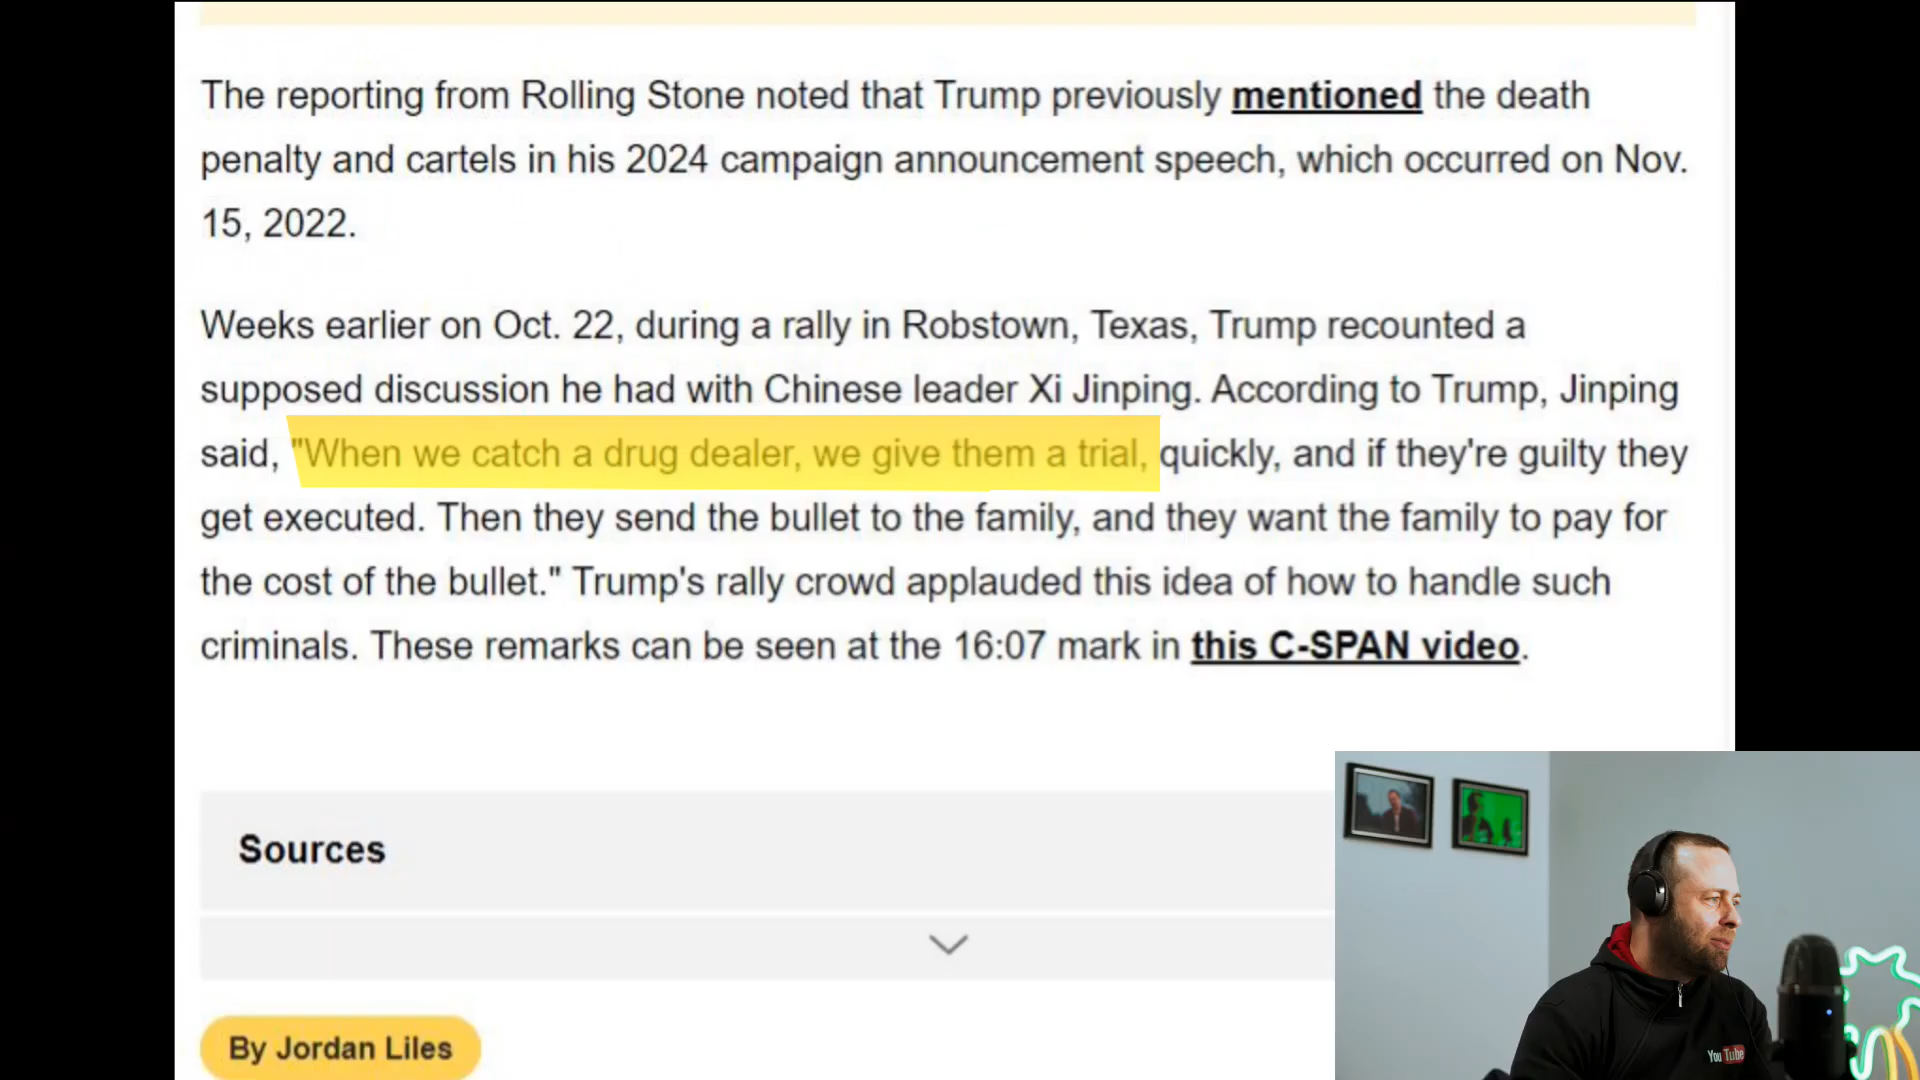 The reporting from Rolling Stone noted that Trump previously mentioned the death
penalty and cartels in his 2024 campaign announcement speech, which occurred on Nov.
15, 2022.
Weeks earlier on Oct. 22, during a rally in Robstown, Texas, Trump recounted a
supposed discussion he had with Chinese leader Xi Jinping. According to Trump, Jinping
said, "When we catch a drug dealer, we give them a trial, quickly, and if they're guilty they
get executed. Then they send the bullet to the family, and they want the family to pay for
the cost of the bullet." Trump's rally crowd applauded this idea of how to handle such
criminals. These remarks can be seen at the 16:07 mark in this C-SPAN video.
Sources
By Jordan Liles
You Tube